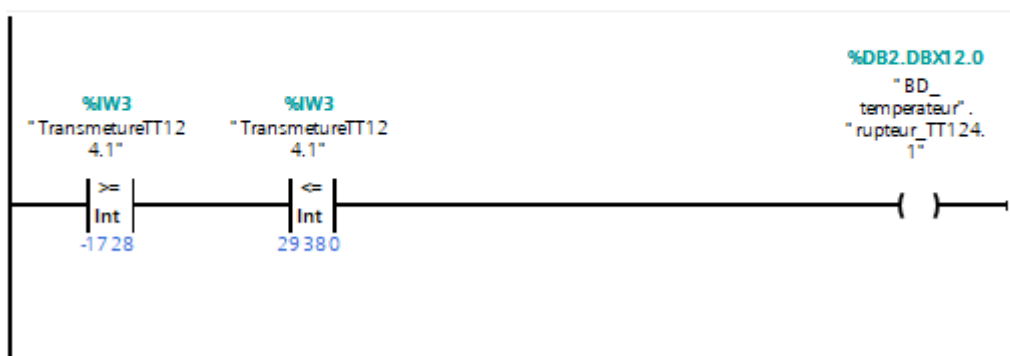 %DB2.DBX12.0
"BD_
temperateur".
"rupteur_TT124.
1"
%IW3
"TransmetureTT12
4.1"
%IW3
"TransmetureTT12
4.1"
>=
Int
-1728
<=
Int
29380
( )